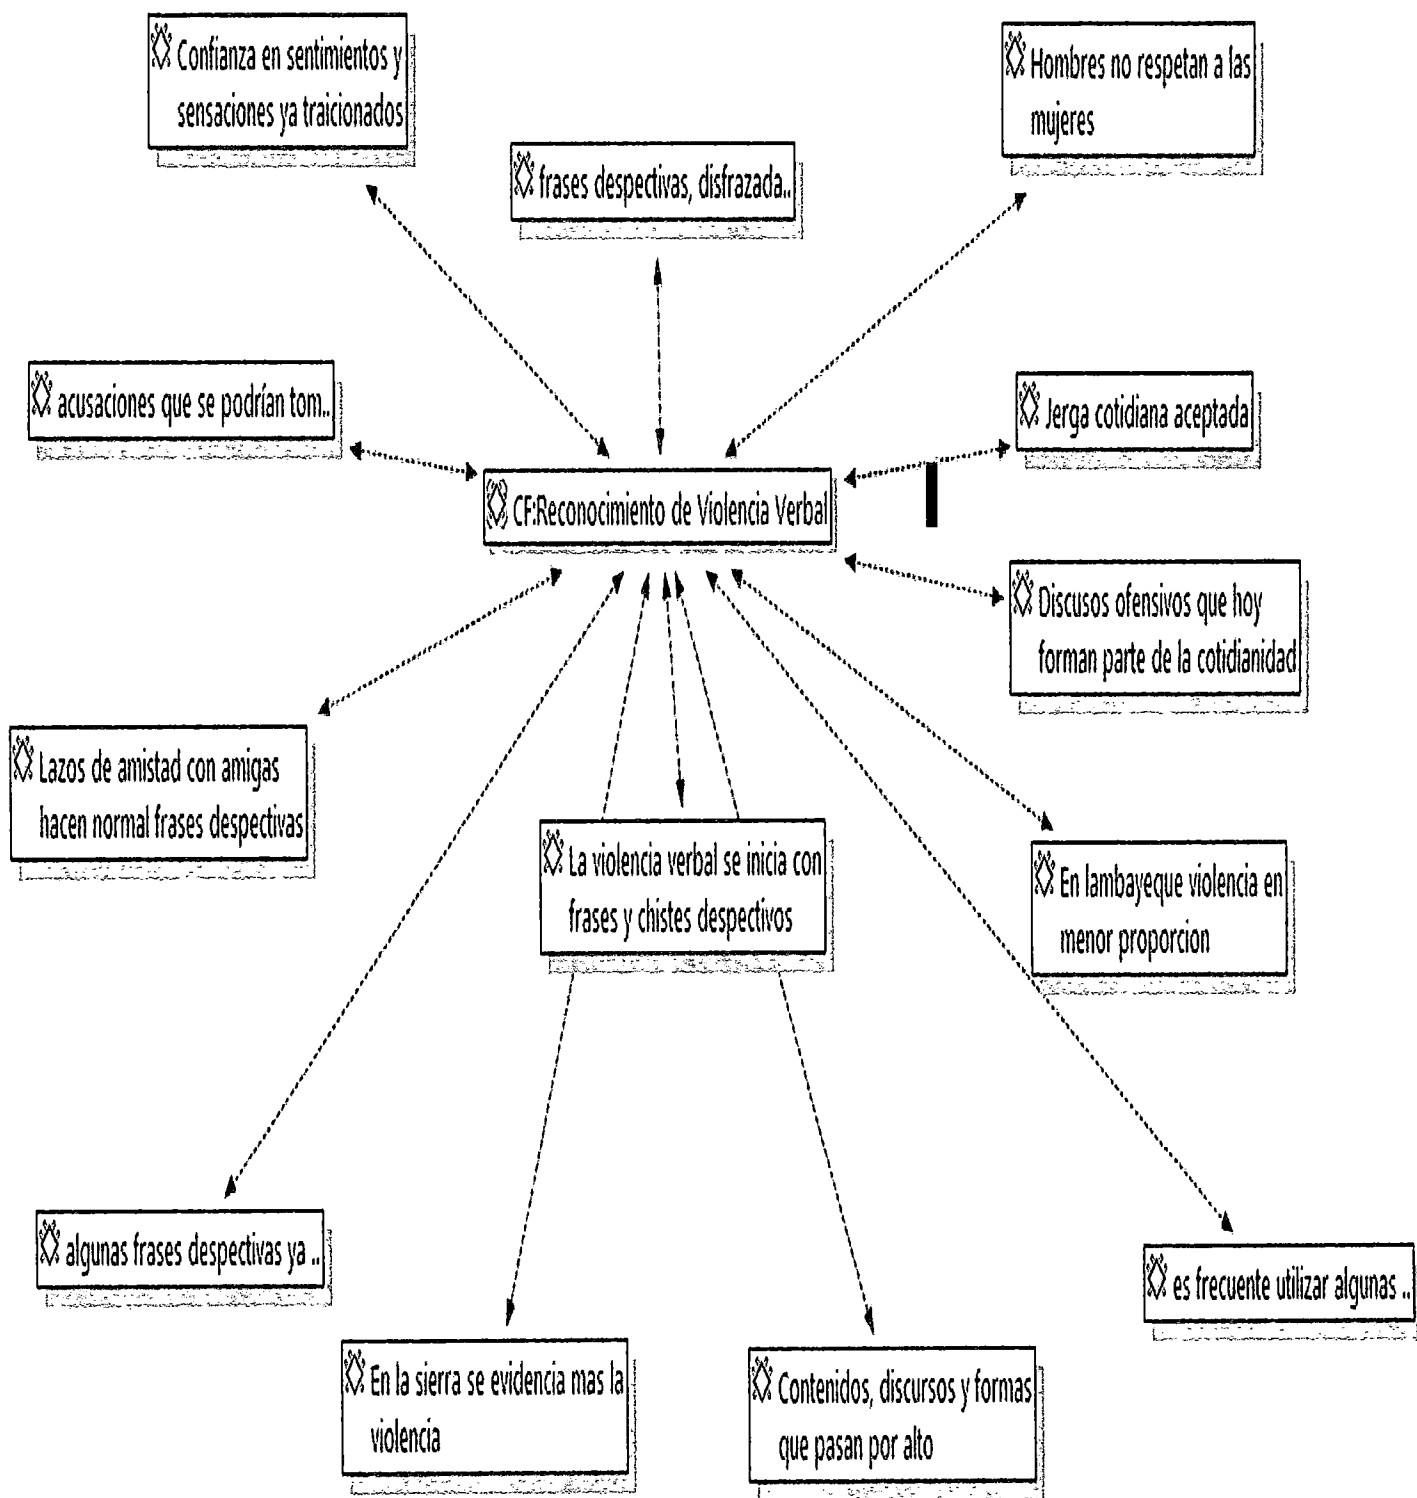 Confianza en sentimientos y
sensaciones ya traicionados
Hombres no respetan a las
mujeres
frases despectivas, disfrazada..
acusaciones que se podrían tom..
Jerga cotidiana aceptada
CF:Reconocimiento de Violencia Verbal
Discusos ofensivos que hoy
forman parte de la cotidianidad
Lazos de amistad con amigas
hacen normal frases despectivas
La violencia verbal se inicia con
frases y chistes despectivos
En lambayeque violencia en
menor proporcion
algunas frases despectivas ya ..
es frecuente utilizar algunas ..
En la sierra se evidencia mas la
violencia
Contenidos, discursos y formas
que pasan por alto